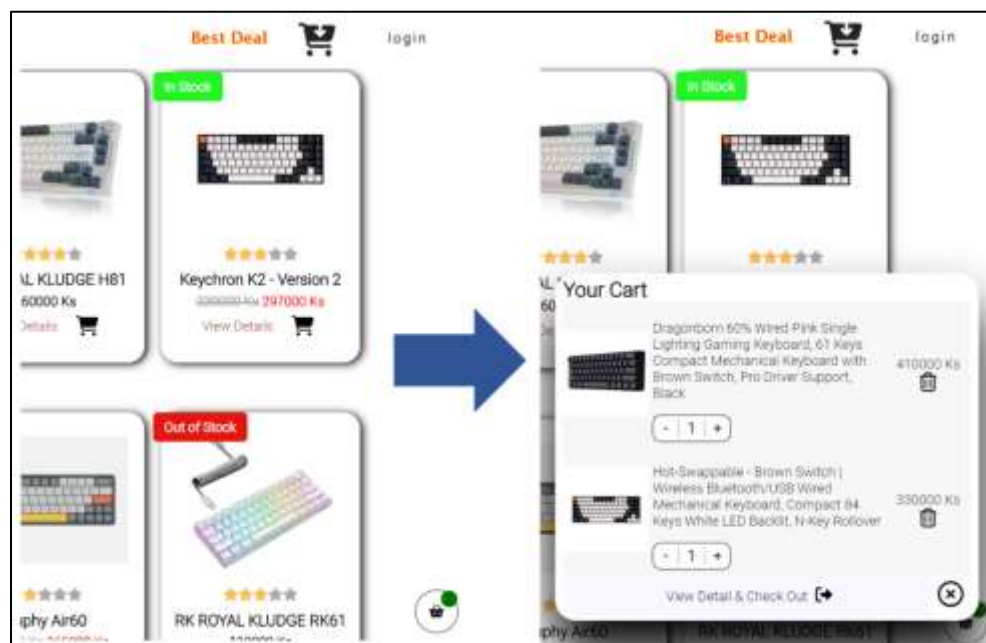 Best Deal
login
In Stock
AL KLUDGE H81
60000 Ks
Details
Keychron K2 - Version 2
330000 Ks 297000 Ks
View Details
Out of Stock
phy Air60
RK ROYAL KLUDGE RK61
Best Deal
login
In Stock
Your Cart
Dragonborn 60% Wired Pink Single
Lighting Gaming Keyboard, 61 Keys
Compact Mechanical Keyboard with
Brown Switch, Pro Driver Support,
Black
410000 Ks
- 1 +
Hot-Swappable - Brown Switch |
Wireless Bluetooth/USB Wired
Mechanical Keyboard, Compact 84
Keys White LED Backlit, N-Key Rollover
330000 Ks
- 1 +
View Detail & Check Out
phy Air60
RK ROYAL KLUDGE RK61